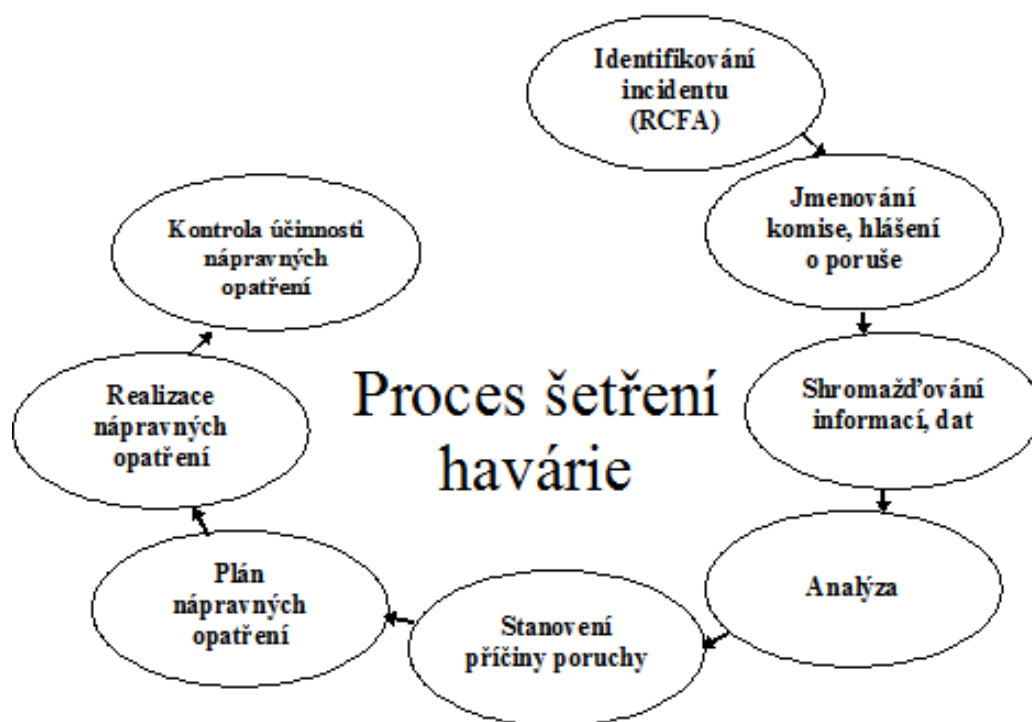 Identifikování
incidentu
(RCFA)
Jmenování
komise, hlášení
o poruše
Shromažďování
informací, dat
Analýza
Stanovení
příčiny poruchy
Plán
nápravných
opatření
Realizace
nápravných
opatření
Kontrola účinnosti
nápravných
opatření
Proces šetření
havárie